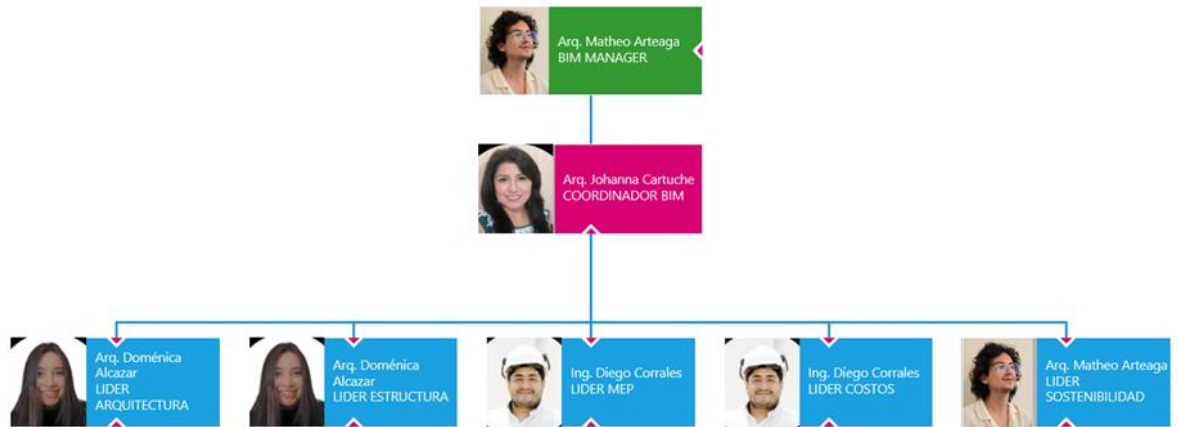 Arq. Matheo Arteaga
BIM MANAGER
Arq. Johanna Cartuche
COORDINADOR BIM
Arq. Doménica
Alcazar
LIDER
ARQUITECTURA
Arq. Doménica
Alcazar
LIDER ESTRUCTURA
Ing. Diego Corrales
LIDER MEP
Ing. Diego Corrales
LIDER COSTOS
Arq. Matheo Arteaga
LIDER
SOSTENIBILIDAD